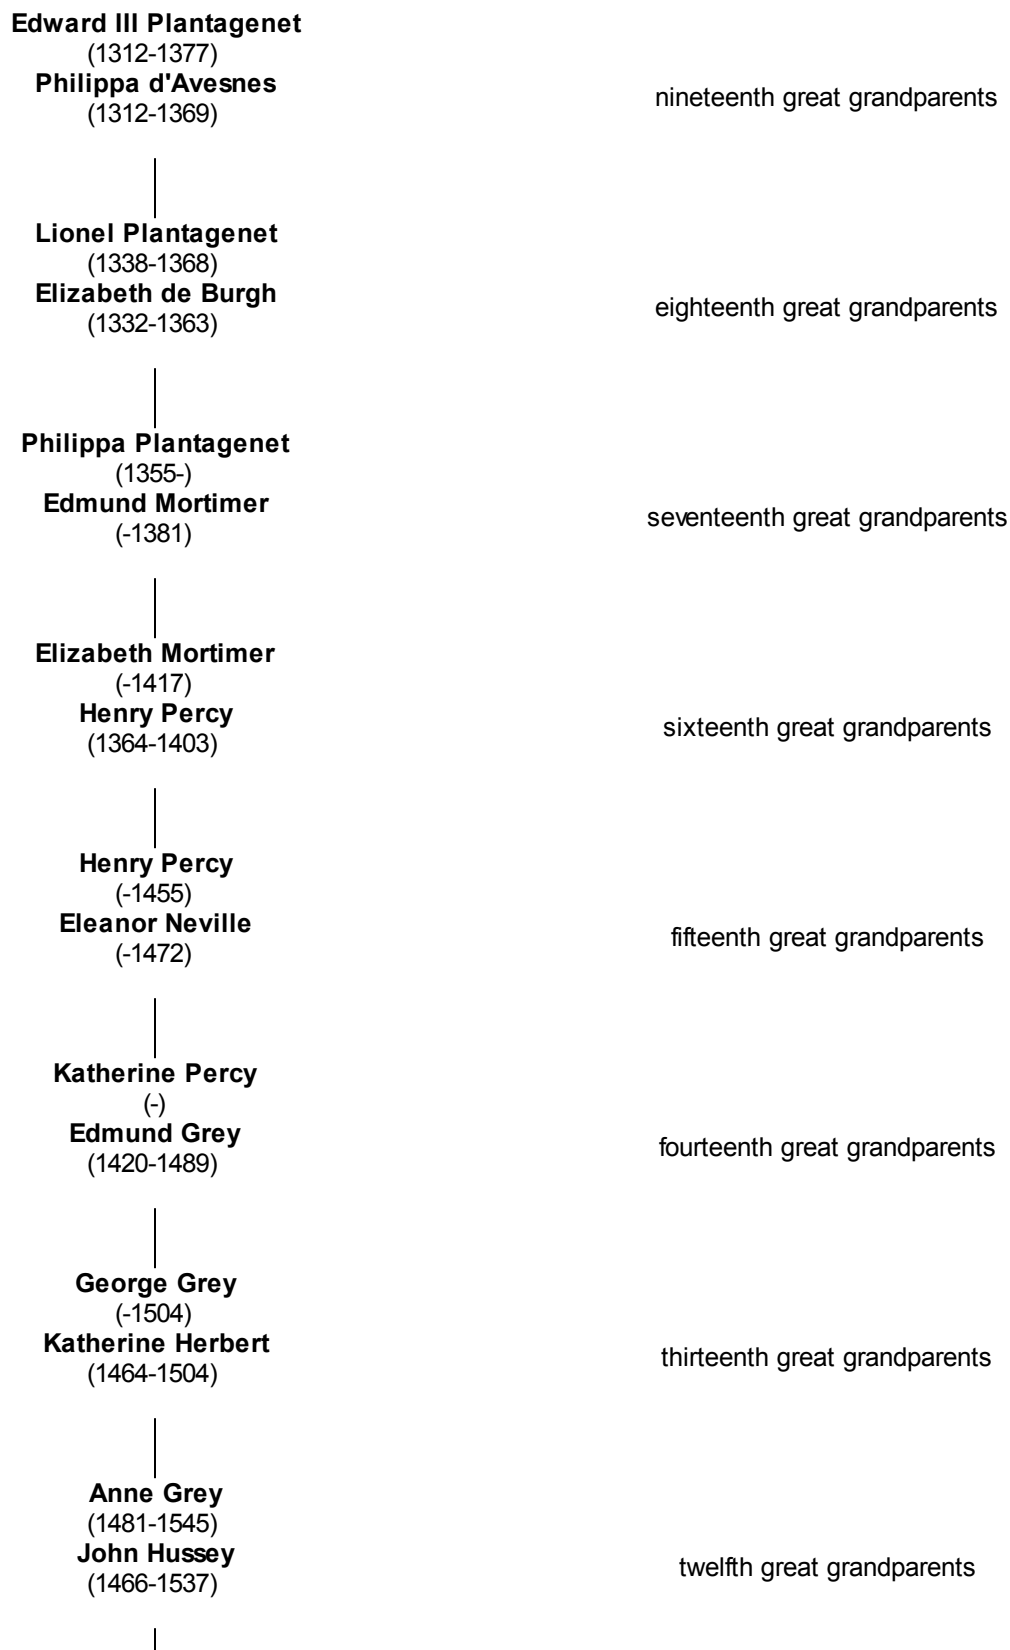 Edward III Plantagenet
(1312-1377)
Philippa d'Avesnes
(1312-1369)
nineteenth great grandparents
Lionel Plantagenet
(1338-1368)
Elizabeth de Burgh
(1332-1363)
eighteenth great grandparents
Philippa Plantagenet
(1355-)
Edmund Mortimer
(-1381)
seventeenth great grandparents
Elizabeth Mortimer
(-1417)
Henry Percy
(1364-1403)
sixteenth great grandparents
Henry Percy
(-1455)
Eleanor Neville
(-1472)
fifteenth great grandparents
Katherine Percy
(-)
Edmund Grey
(1420-1489)
fourteenth great grandparents
George Grey
(-1504)
Katherine Herbert
(1464-1504)
thirteenth great grandparents
Anne Grey
(1481-1545)
John Hussey
(1466-1537)
twelfth great grandparents